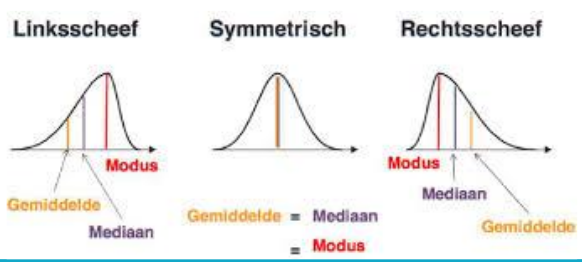 Linksscheef
Symmetrisch
Rechtsscheef
Modus
Gemiddelde
Mediaan
Gemiddelde = Mediaan
= Modus
Modus
Mediaan
Gemiddelde